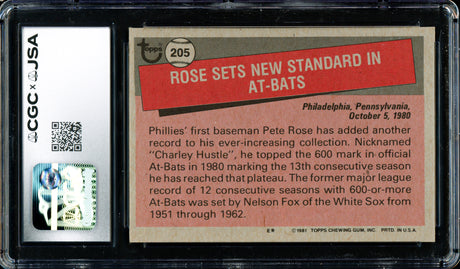 CGC × JSA
Topps
205
ROSE SETS NEW STANDARD IN
AT-BATS
Philadelphia, Pennsylvania,
October 5, 1980
Phillies' first baseman Pete Rose has added another
record to his ever-increasing collection. Nicknamed
"Charley Hustle", he topped the 600 mark in official
At-Bats in 1980 marking the 13th consecutive season
he has reached that plateau. The former major league
record of 12 consecutive seasons with 600-or-more
At-Bats was set by Nelson Fox of the White Sox from
1951 through 1962.
©1981 TOPPS CHEWING GUM, INC. PRTD. IN U.S.A.